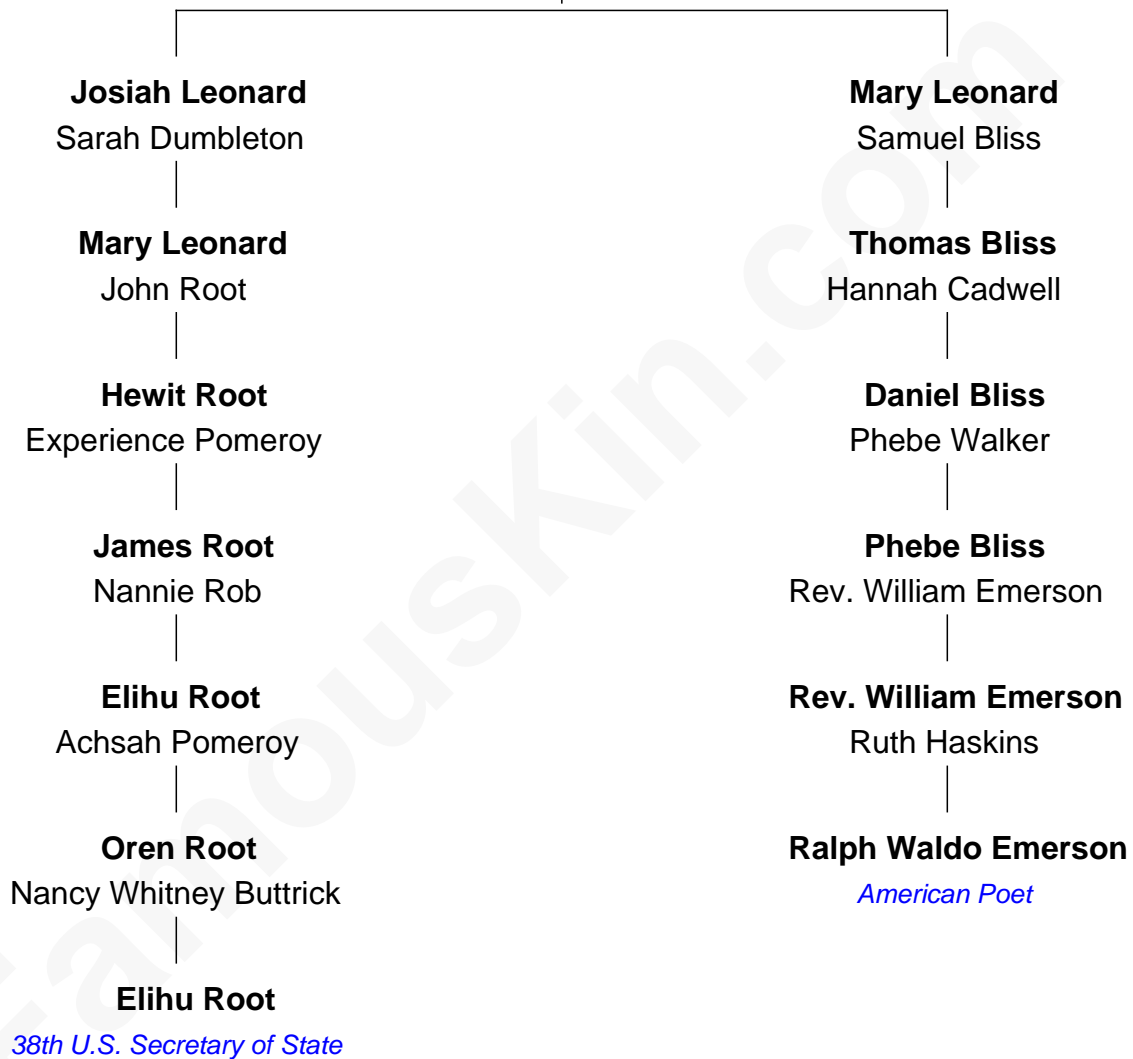 Josiah Leonard
Sarah Dumbleton
Mary Leonard
John Root
Hewit Root
Experience Pomeroy
James Root
Nannie Rob
Elihu Root
Achsah Pomeroy
Oren Root
Nancy Whitney Buttrick
Elihu Root
38th U.S. Secretary of State
Mary Leonard
Samuel Bliss
Thomas Bliss
Hannah Cadwell
Daniel Bliss
Phebe Walker
Phebe Bliss
Rev. William Emerson
Rev. William Emerson
Ruth Haskins
Ralph Waldo Emerson
American Poet
FamousKin.com